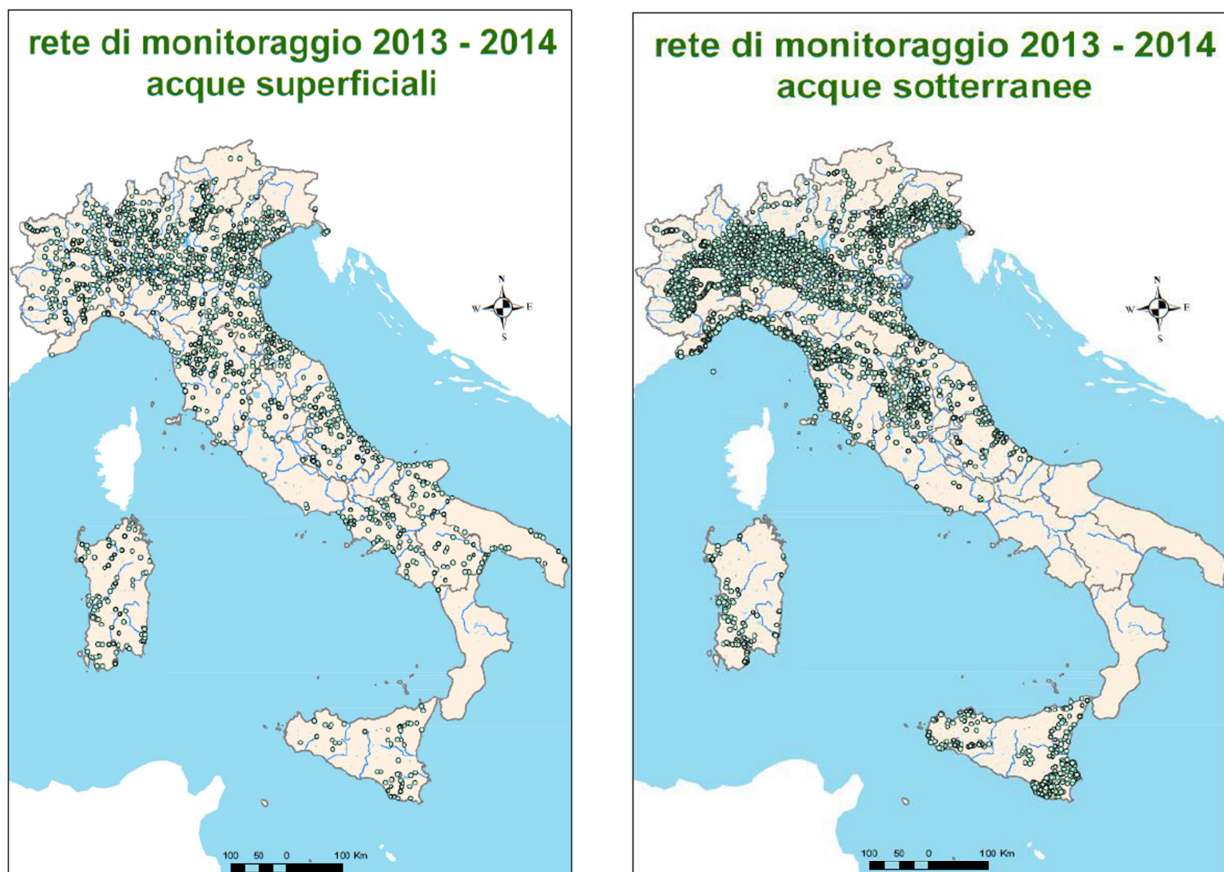 rete di monitoraggio 2013 - 2014
acque superficiali
N
W E
S
100 50 0 100 Km
rete di monitoraggio 2013 - 2014
acque sotterranee
N
W E
S
100 50 0 100 Km